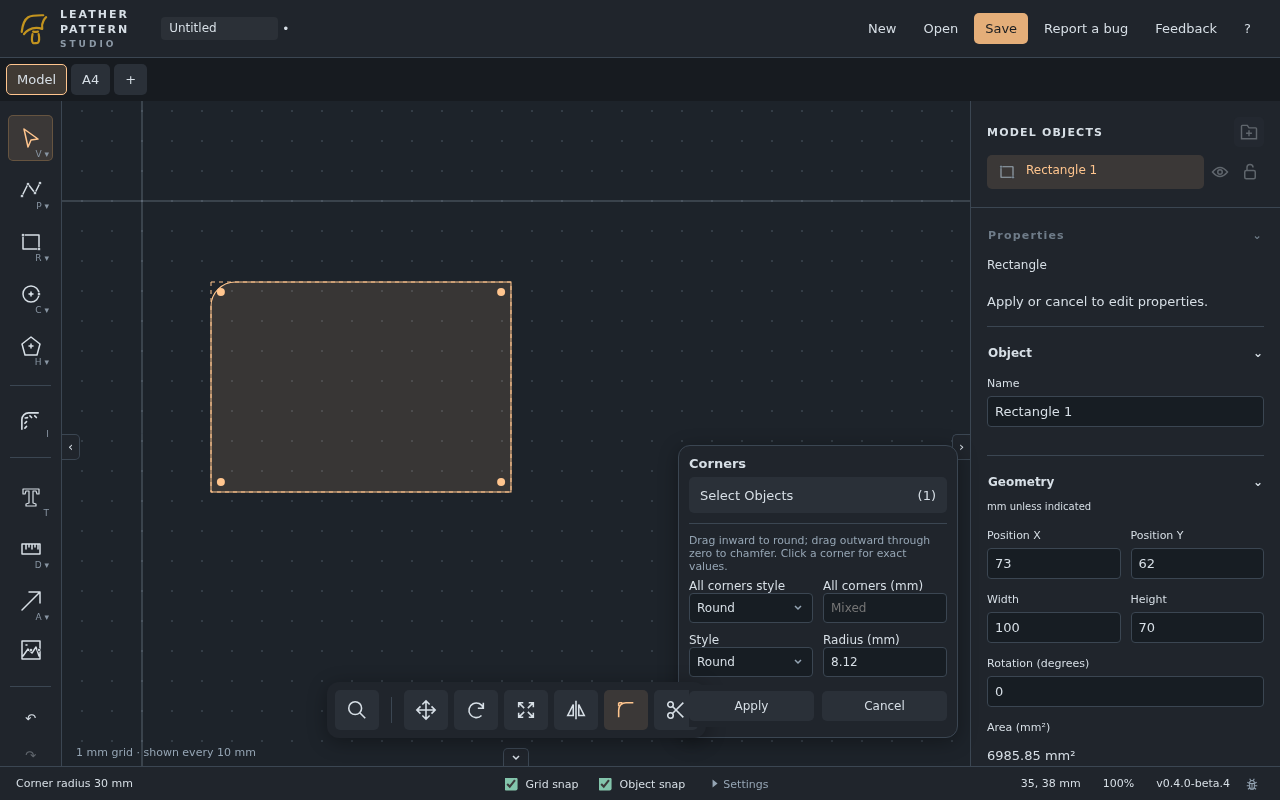 LEATHER
PATTERN
STUDIO
Untitled •
New Open Save Report a bug Feedback ?
Model A4 +
V ▾
P ▾
R ▾
C ▾
H ▾
I
T
D ▾
A ▾
MODEL OBJECTS
Rectangle 1
Properties
Rectangle
Apply or cancel to edit properties.
Object
Name
Rectangle 1
Geometry
mm unless indicated
Position X Position Y
73 62
Width Height
100 70
Rotation (degrees)
0
Area (mm²)
6985.85 mm²
Corners
Select Objects (1)
Drag inward to round; drag outward through
zero to chamfer. Click a corner for exact
values.
All corners style All corners (mm)
Round Mixed
Style Radius (mm)
Round 8.12
Apply Cancel
1 mm grid · shown every 10 mm
Corner radius 30 mm Grid snap Object snap Settings 35, 38 mm 100% v0.4.0-beta.4